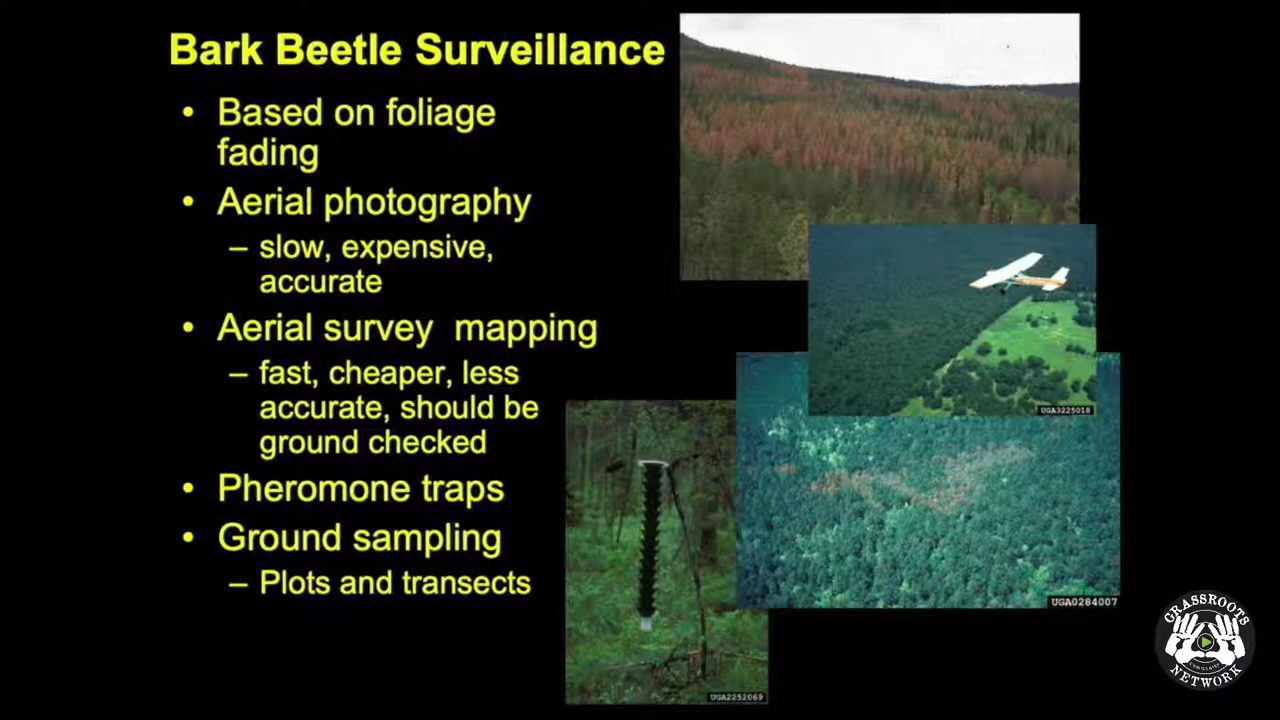 Bark Beetle Surveillance
• Based on foliage
fading
• Aerial photography
– slow, expensive,
accurate
• Aerial survey mapping
– fast, cheaper, less
accurate, should be
ground checked
• Pheromone traps
• Ground sampling
– Plots and transects
UGA3225018
UGA0284007
UGA2252069
GRASSROOTS
NETWORK